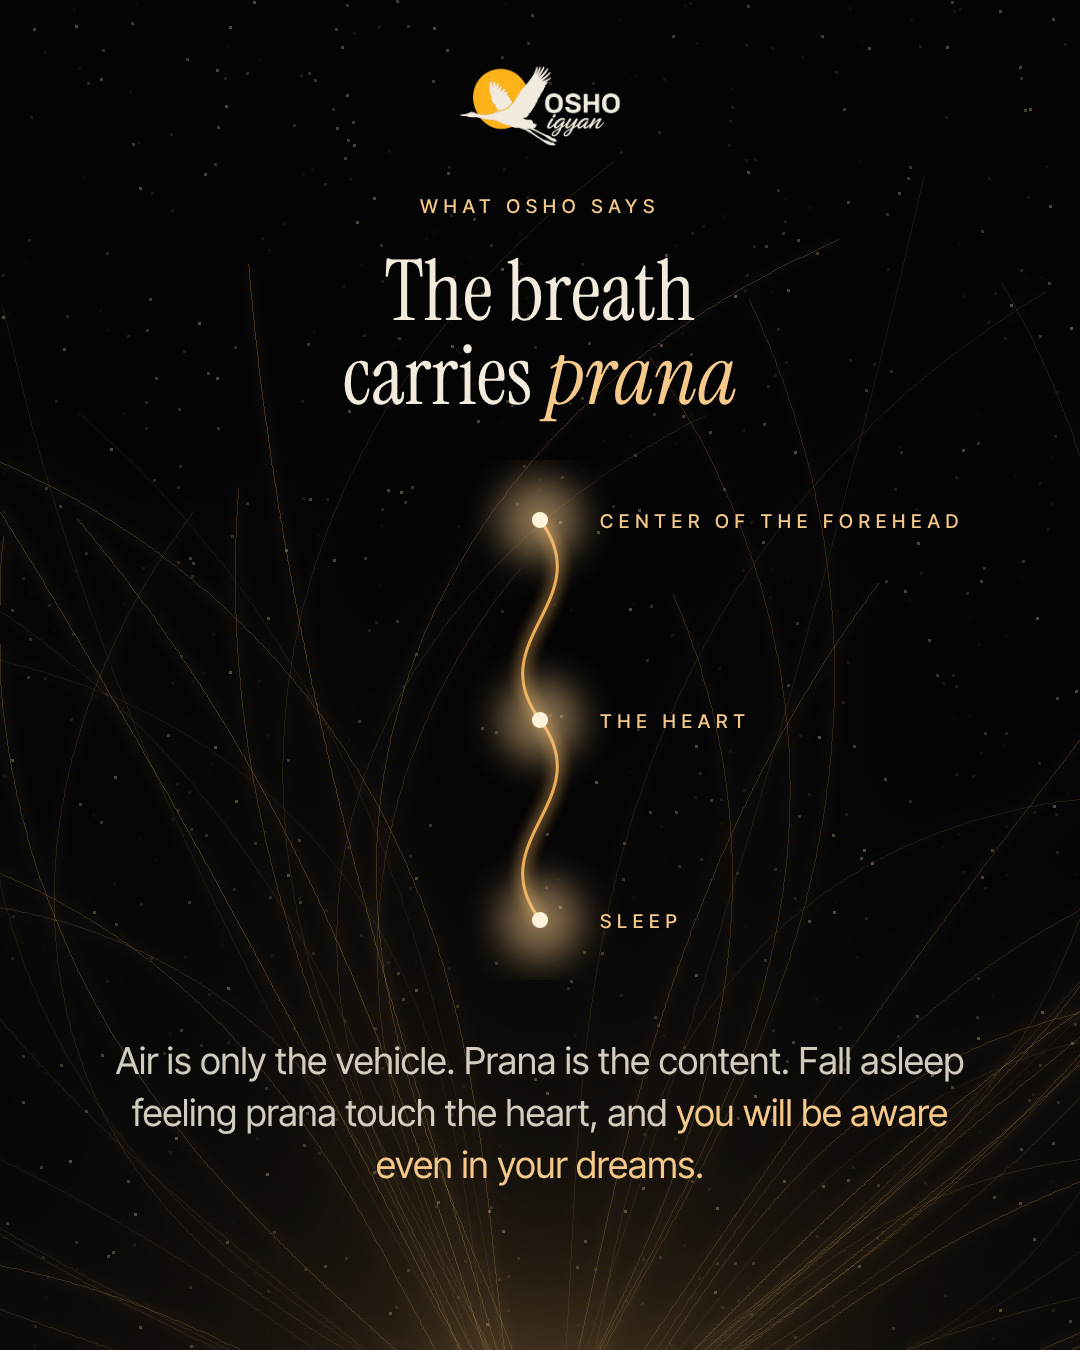 OSHO
igyan
WHAT OSHO SAYS
The breath
carries prana
CENTER OF THE FOREHEAD
THE HEART
SLEEP
Air is only the vehicle. Prana is the content. Fall asleep
feeling prana touch the heart, and you will be aware
even in your dreams.